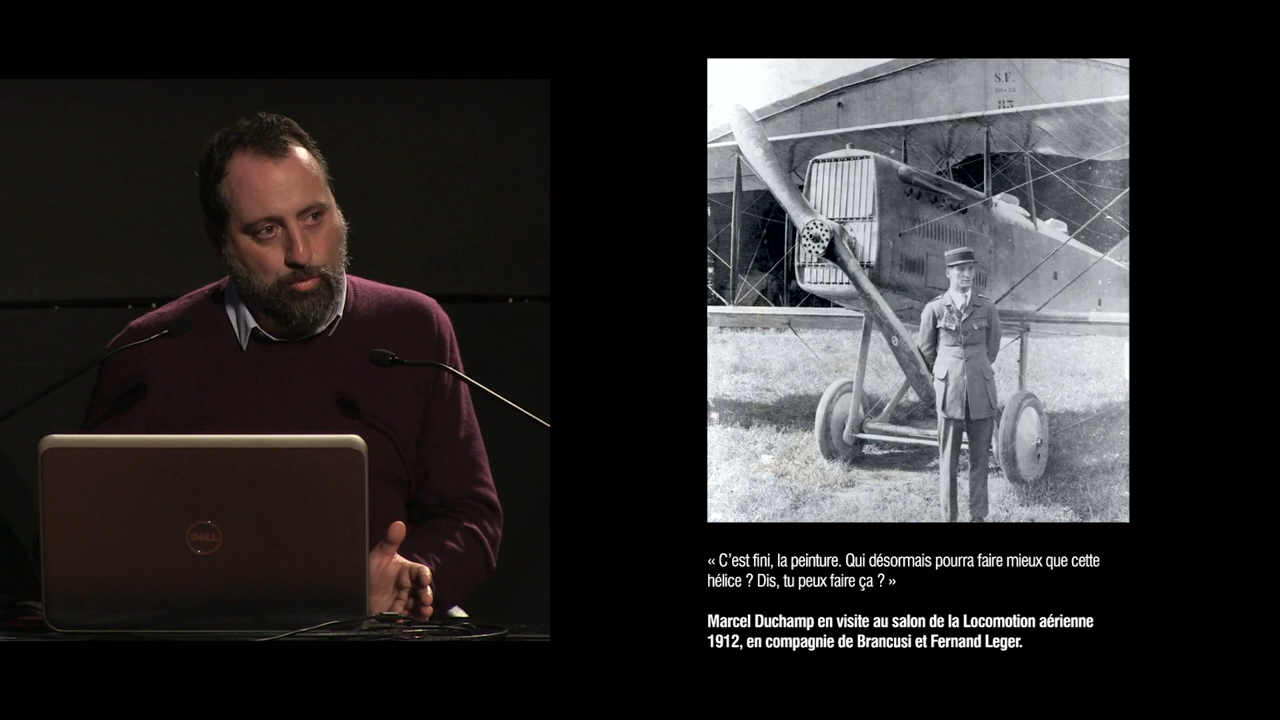 S.F.
83
DELL
« C’est fini, la peinture. Qui désormais pourra faire mieux que cette
hélice ? Dis, tu peux faire ça ? »
Marcel Duchamp en visite au salon de la Locomotion aérienne
1912, en compagnie de Brancusi et Fernand Leger.